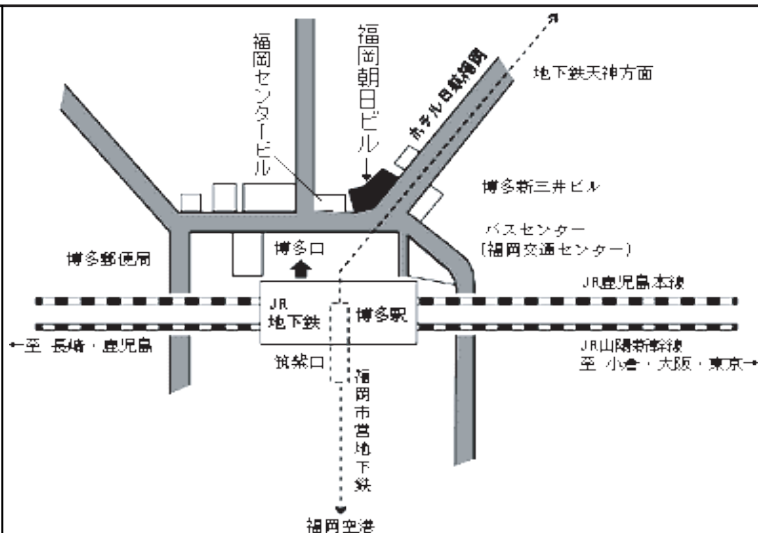 福岡センタービル
福岡朝日ビル
ホテル日航福岡
地下鉄天神方面
博多新三井ビル
バスセンター
(福岡交通センター)
博多郵便局
博多口
JR鹿児島本線
JR
地下鉄
博多駅
←至 長崎・鹿児島
筑紫口
JR山陽新幹線
至 小倉・大阪・東京→
福岡市営地下鉄
福岡空港